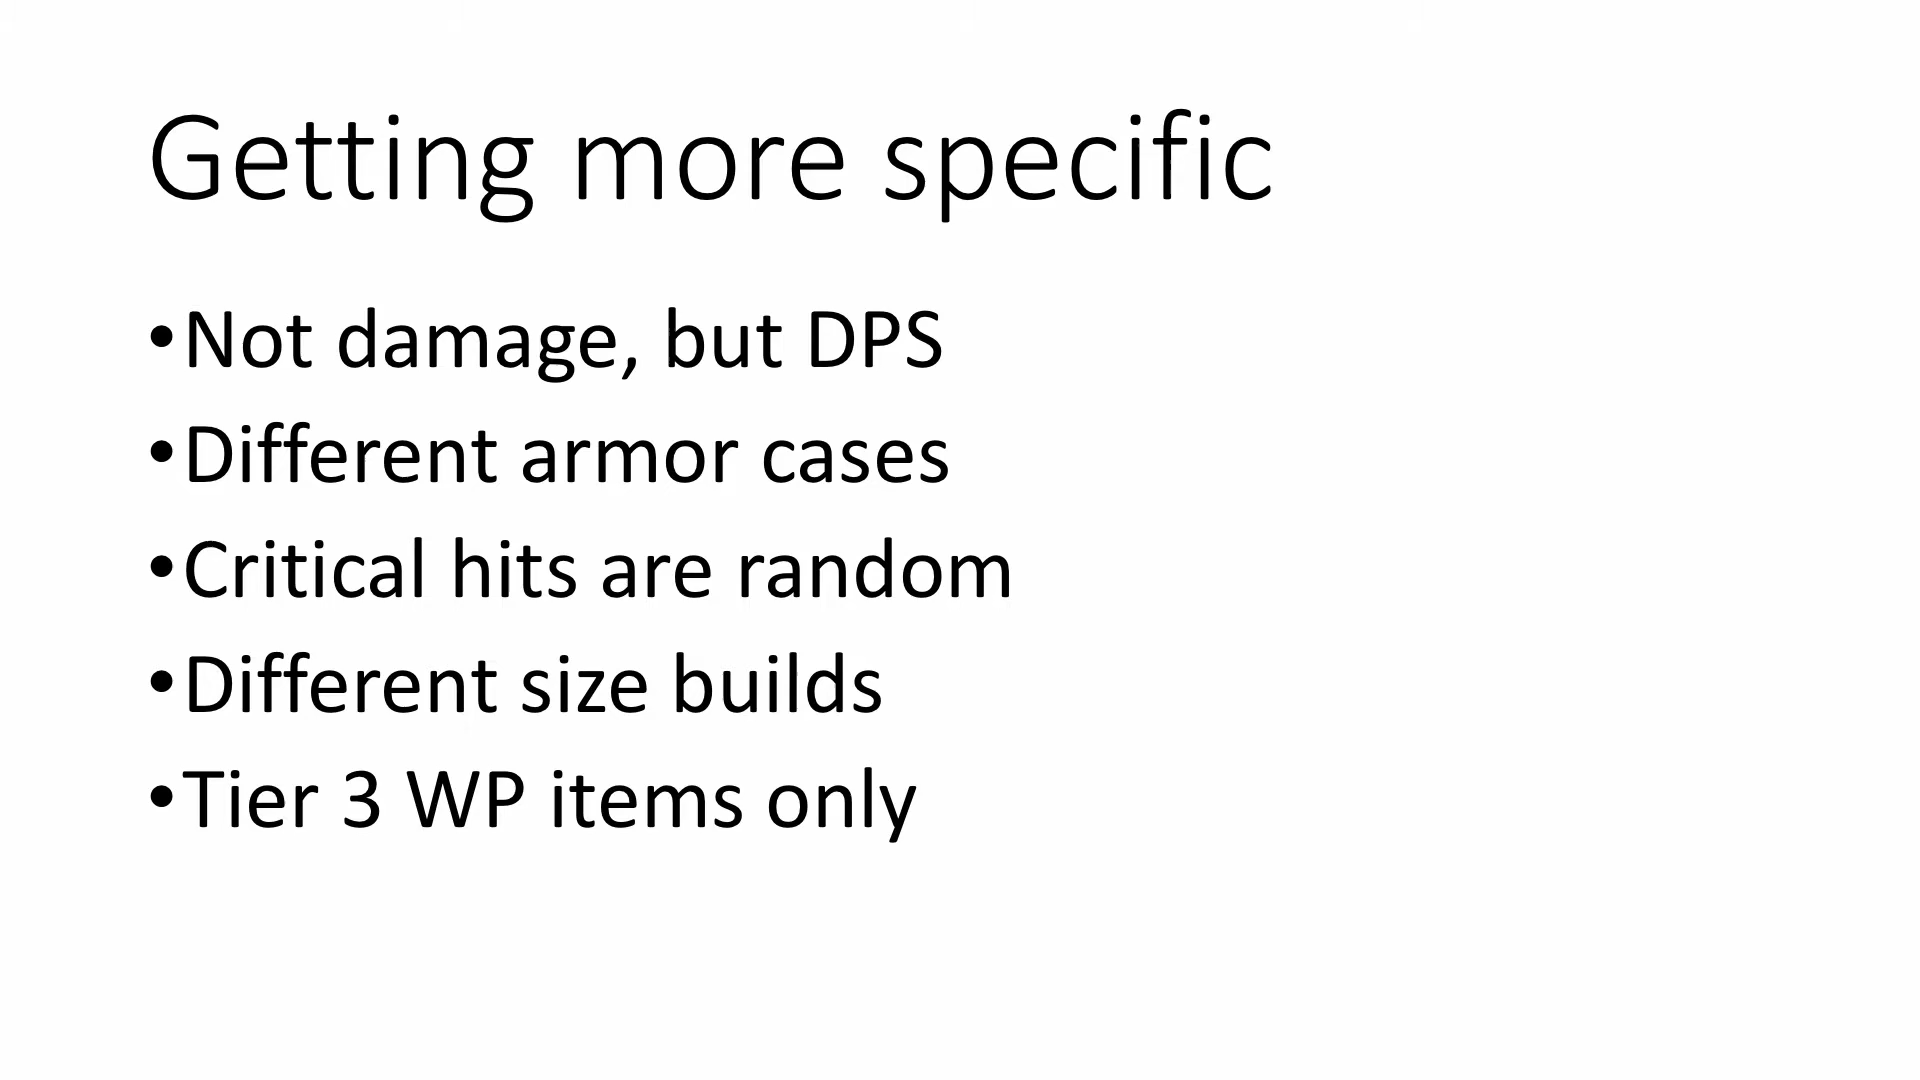 Getting more specific
•Not damage, but DPS
•Different armor cases
•Critical hits are random
•Different size builds
•Tier 3 WP items only